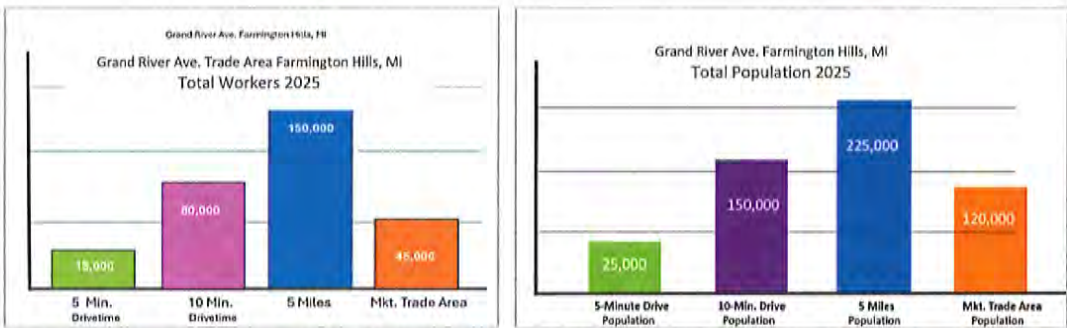 Grand River Ave. Farmington Hills, MI
Grand River Ave. Trade Area Farmington Hills, MI
Total Workers 2025
150,000
80,000
45,000
5 Min.
Drivetime
10 Min.
Drivetime
5 Miles
Mkt. Trade Area
Grand River Ave. Farmington Hills, MI
Total Population 2025
225,000
150,000
120,000
25,000
5-Minute Drive
Population
10-Min. Drive
Population
5 Miles
Population
Mkt. Trade Area
Population